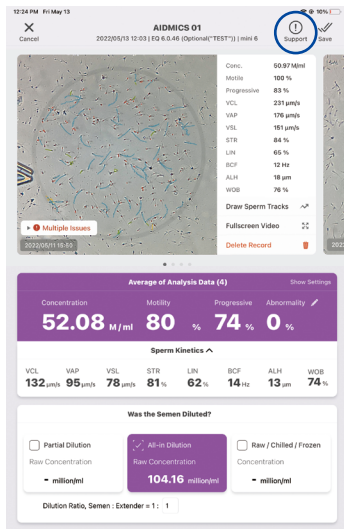 12:24 PM Fri May 13
10%
AIDMICS 01
Cancel
2022/05/13 12:03 | EQ 6.0.46 (Optional("TEST")) | mini 6
Support
Save
Conc. 50.97 M/ml
Motile 100 %
Progressive 83 %
VCL 231 μm/s
VAP 176 μm/s
VSL 151 μm/s
STR 84 %
LIN 65 %
BCF 12 Hz
ALH 18 μm
WOB 76 %
Draw Sperm Tracks
Fullscreen Video
Delete Record
Multiple Issues
2022/05/11 15:50
202
Average of Analysis Data (4)
Show Settings
Concentration Motility Progressive Abnormality
52.08 M / ml 80 % 74 % 0 %
Sperm Kinetics
VCL VAP VSL STR LIN BCF ALH WOB
132 μm/s 95 μm/s 78 μm/s 81 % 62 % 14 Hz 13 μm 74 %
Was the Semen Diluted?
Partial Dilution
Raw Concentration
- million/ml
All-in Dilution
Raw Concentration
104.16 million/ml
Raw / Chilled / Frozen
Concentration
- million/ml
Dilution Ratio, Semen : Extender = 1 : 1